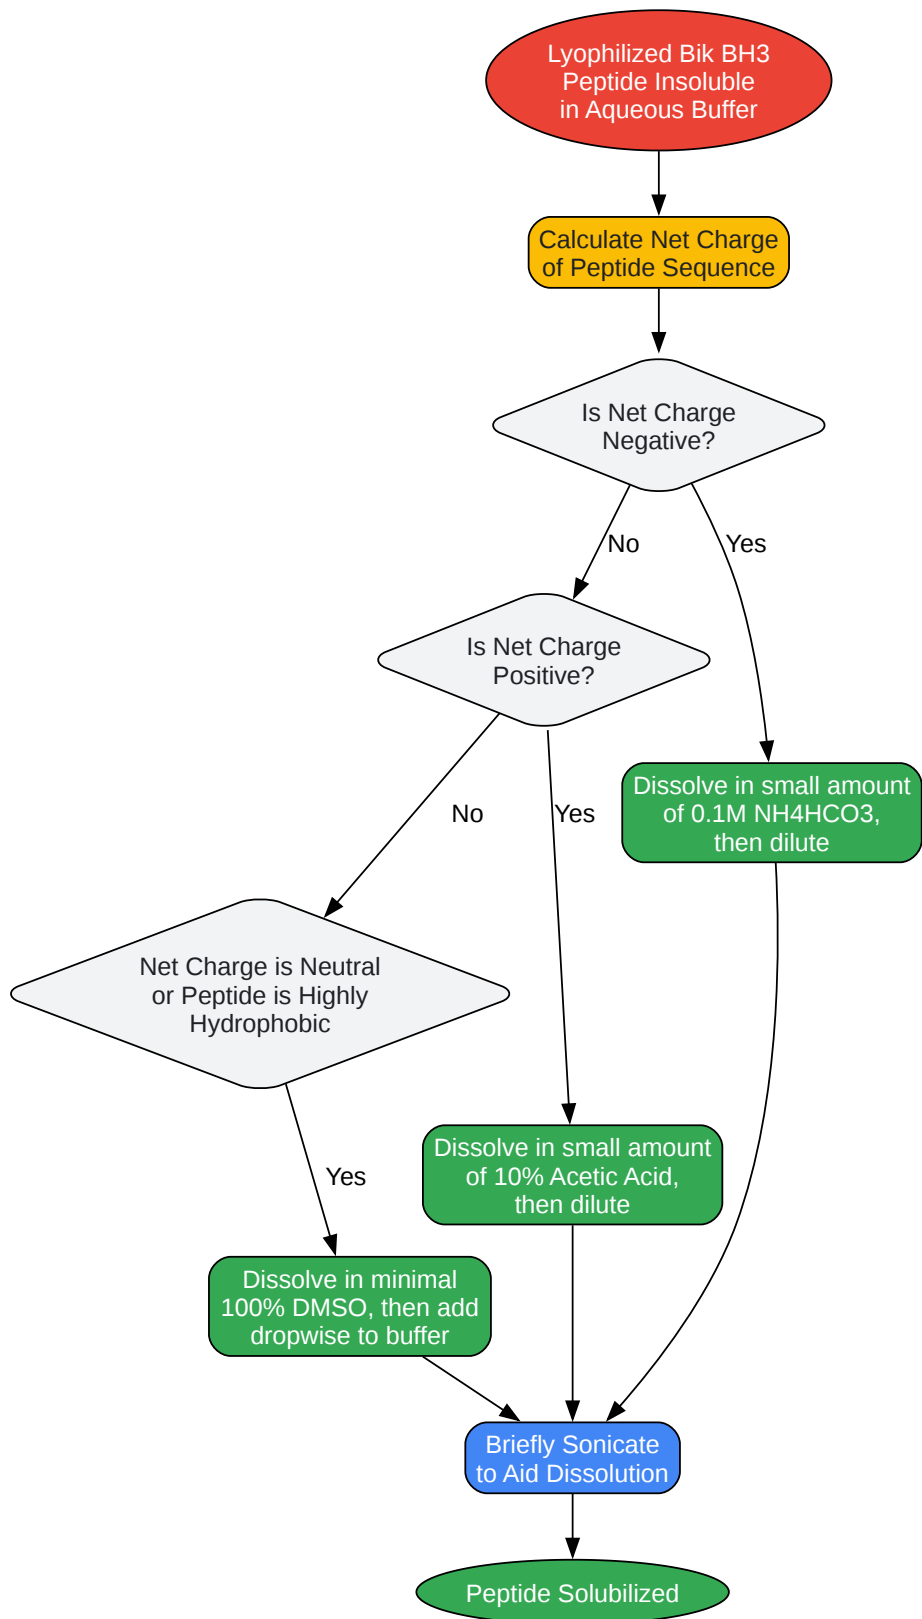 Lyophilized Bik BH3
Peptide Insoluble
in Aqueous Buffer
Calculate Net Charge
of Peptide Sequence
Is Net Charge
Negative?
No
Yes
Is Net Charge
Positive?
Dissolve in small amount
of 0.1M NH4HCO3,
then dilute
No
Yes
Net Charge is Neutral
or Peptide is Highly
Hydrophobic
Dissolve in small amount
of 10% Acetic Acid,
then dilute
Yes
Dissolve in minimal
100% DMSO, then add
dropwise to buffer
Briefly Sonicate
to Aid Dissolution
Peptide Solubilized